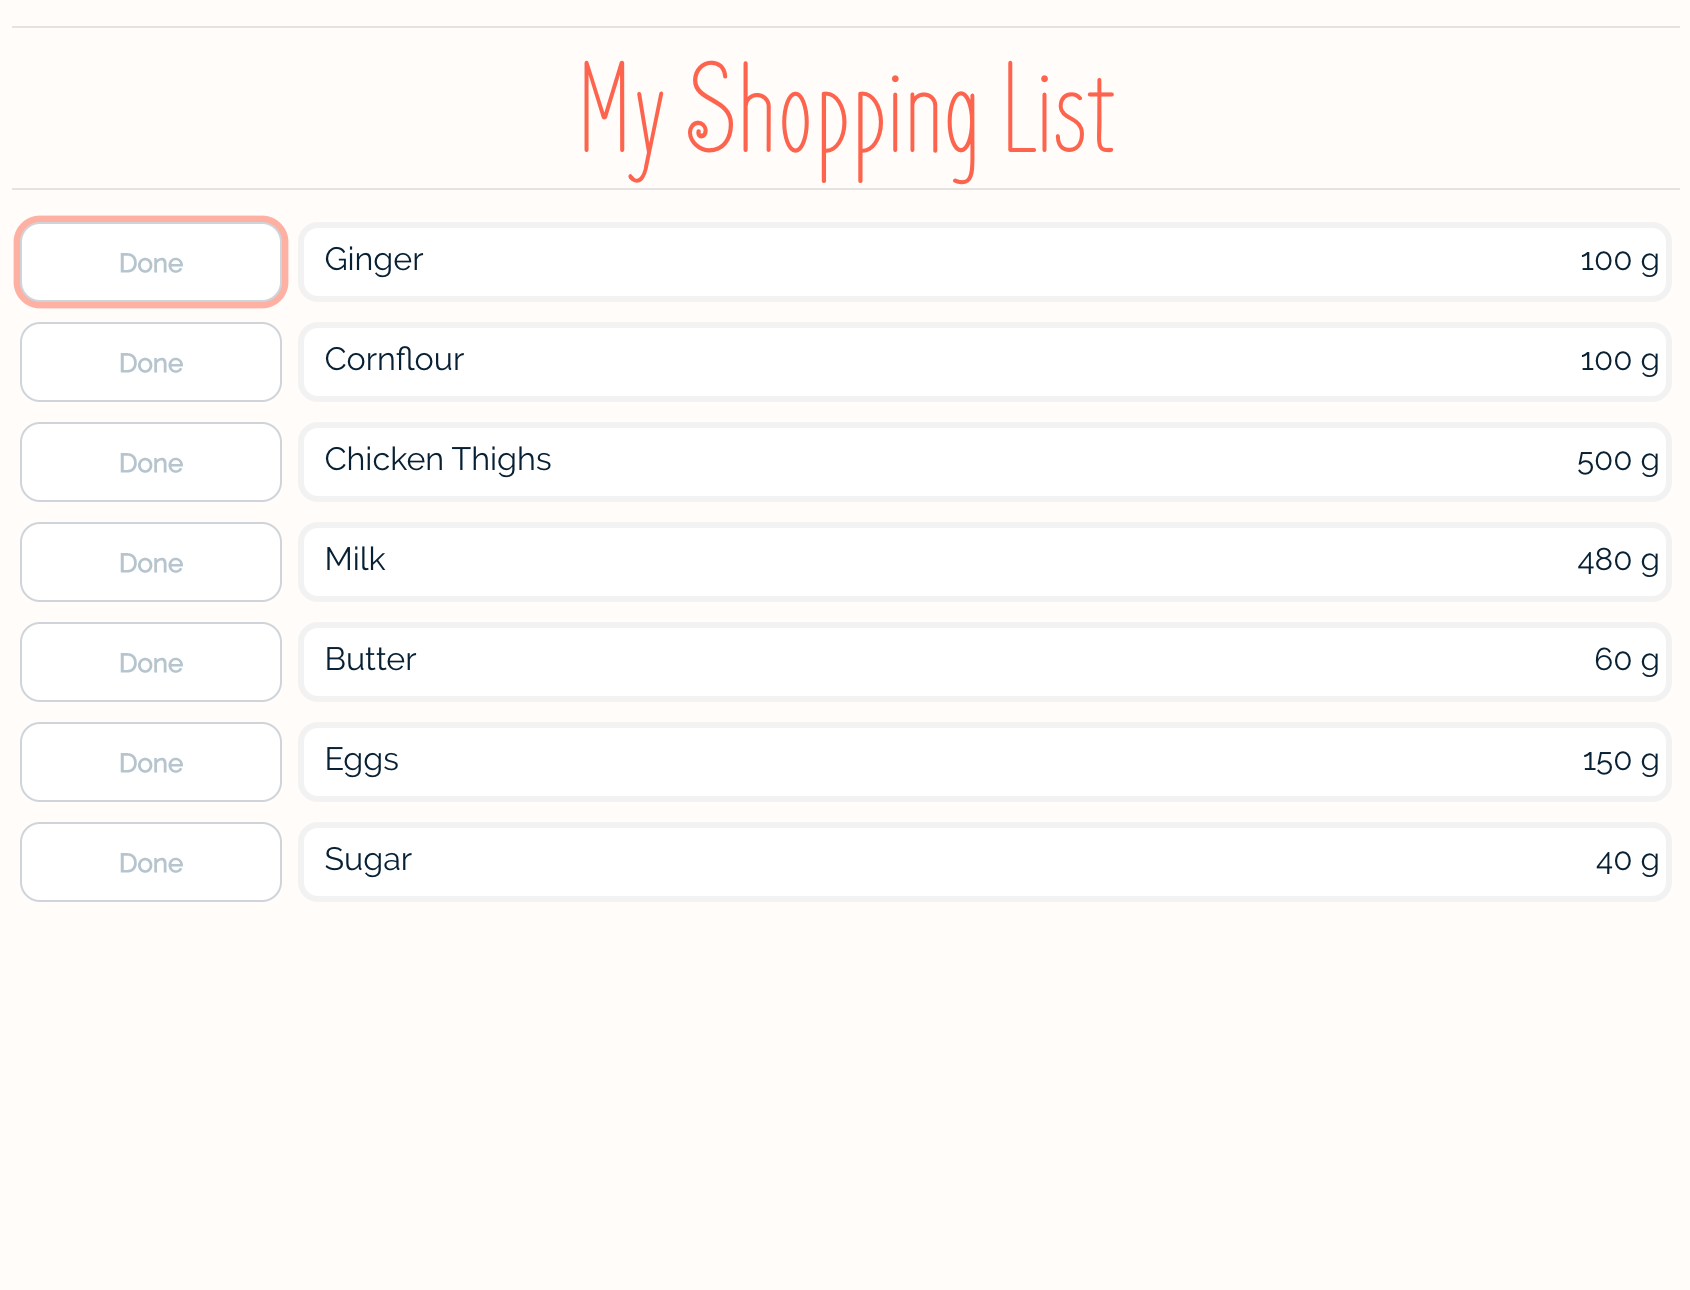 My Shopping List
Done Ginger 100 g
Done Cornflour 100 g
Done Chicken Thighs 500 g
Done Milk 480 g
Done Butter 60 g
Done Eggs 150 g
Done Sugar 40 g